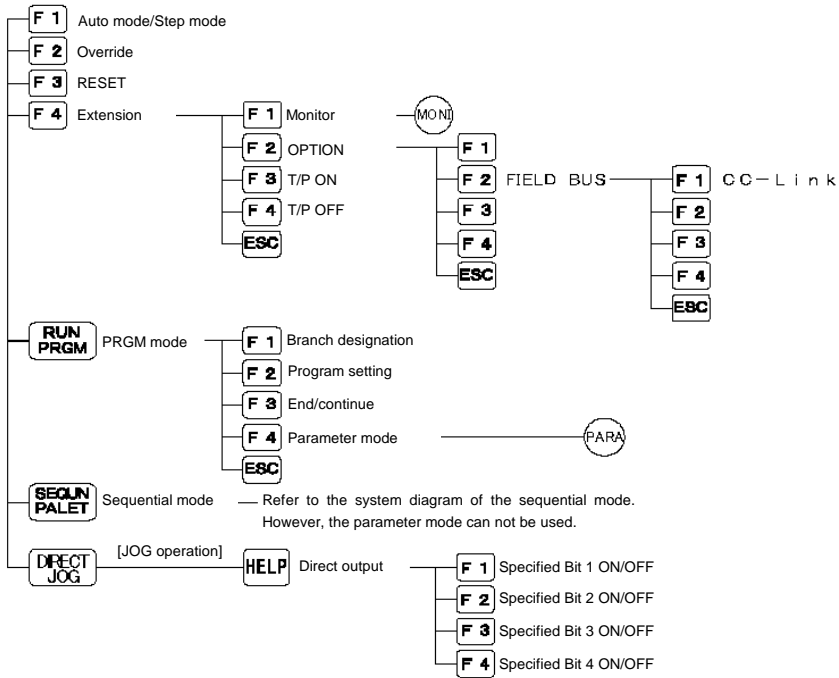 F 1 Auto mode/Step mode
F 2 Override
F 3 RESET
F 4 Extension
F 1 Monitor
MONI
F 2 OPTION
F 3 T/P ON
F 4 T/P OFF
ESC
F 1
F 2 FIELD BUS
F 3
F 4
ESC
F 1 CC-Link
F 2
F 3
F 4
ESC
RUN
PRGM
PRGM mode
F 1 Branch designation
F 2 Program setting
F 3 End/continue
F 4 Parameter mode
PARA
ESC
SEQUN
PALET
Sequential mode
Refer to the system diagram of the sequential mode.
However, the parameter mode can not be used.
DIRECT
JOG
[JOG operation]
HELP Direct output
F 1 Specified Bit 1 ON/OFF
F 2 Specified Bit 2 ON/OFF
F 3 Specified Bit 3 ON/OFF
F 4 Specified Bit 4 ON/OFF